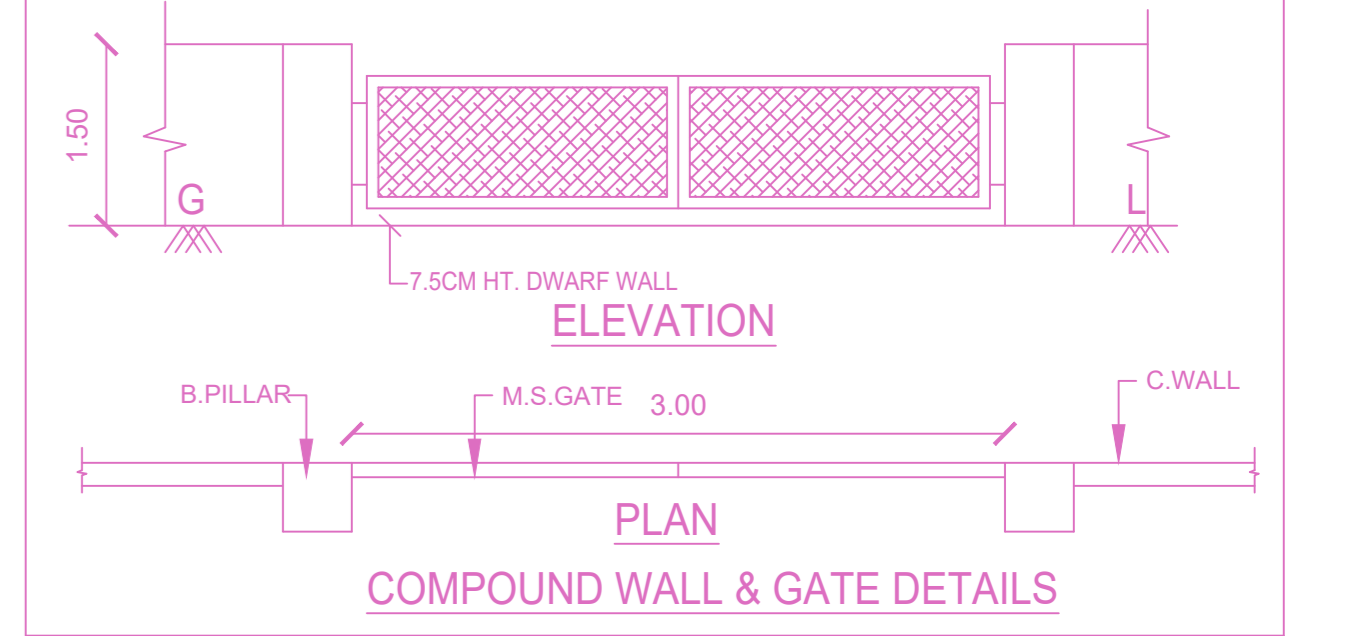 1.50
G
L
7.5CM HT. DWARF WALL
ELEVATION
B.PILLAR
M.S.GATE
3.00
C.WALL
PLAN
COMPOUND WALL & GATE DETAILS